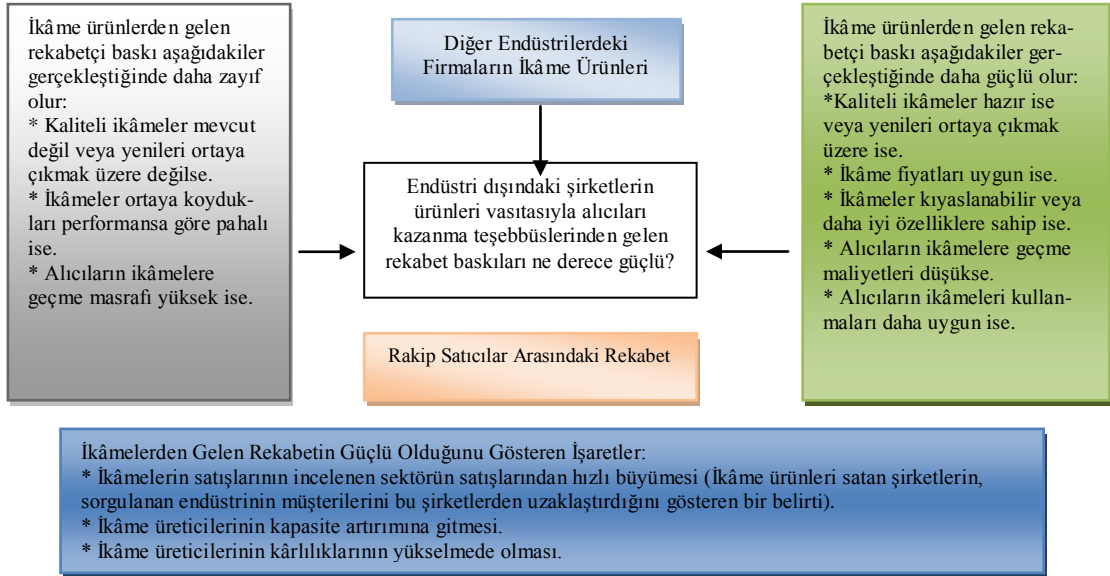 İkâme ürünlerden gelen
rekabetçi baskı aşağıdakiler
gerçekleştiğinde daha zayıf
olur:
* Kaliteli ikâmeler mevcut
değil veya yenileri ortaya
çıkmak üzere değilse.
* İkâmeler ortaya koyduk-
ları performansa göre pahalı
ise.
* Alıcıların ikâmelere
geçme masrafı yüksek ise.
Diğer Endüstrilerdeki
Firmaların İkâme Ürünleri
Endüstri dışındaki şirketlerin
ürünleri vasıtasıyla alıcıları
kazanma teşebbüslerinden gelen
rekabet baskıları ne derece güçlü?
Rakip Satıcılar Arasındaki Rekabet
İkâme ürünlerden gelen reka-
betçi baskı aşağıdakiler ger-
çekleştiğinde daha güçlü olur:
*Kaliteli ikâmeler hazır ise
veya yenileri ortaya çıkmak
üzere ise.
* İkâme fiyatları uygun ise.
* İkâmeler kıyaslanabilir veya
daha iyi özelliklere sahip ise.
* Alıcıların ikâmelere geçme
maliyetleri düşükse.
* Alıcıların ikâmeleri kullan-
maları daha uygun ise.
İkâmelerden Gelen Rekabetin Güçlü Olduğunu Gösteren İşaretler:
* İkâmelerin satışlarının incelenen sektörün satışlarından hızlı büyümesi (İkâme ürünleri satan şirketlerin,
sorgulanan endüstrinin müşterilerini bu şirketlerden uzaklaştırdığını gösteren bir belirti).
* İkâme üreticilerinin kapasite artırımına gitmesi.
* İkâme üreticilerinin kârlılıklarının yükselmede olması.